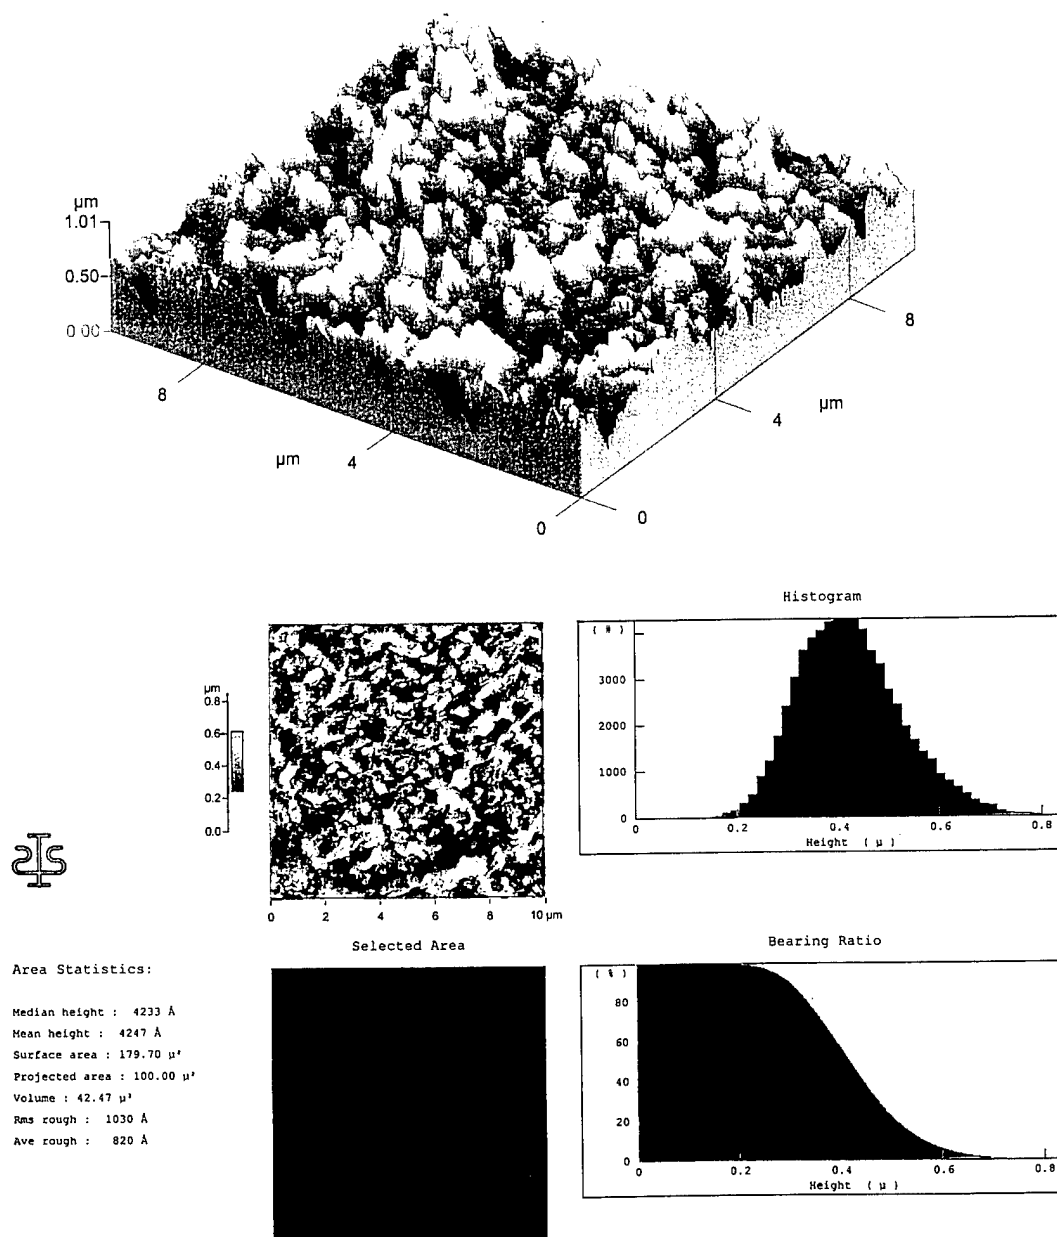 µm
1.01
0.50
0.00
8
µm
4
0
0
4
µm
8
Histogram
( # )
3000
2000
1000
0
0
0.2
0.4
0.6
0.8
Height ( µ )
µm
0.8
0.6
0.4
0.2
0.0
0 2 4 6 8 10 µm
Selected Area
Bearing Ratio
( % )
80
60
40
20
0
0
0.2
0.4
0.6
0.8
Height ( µ )
Area Statistics:
Median height : 4233 Å
Mean height : 4247 Å
Surface area : 179.70 µ²
Projected area : 100.00 µ²
Volume : 42.47 µ³
Rms rough : 1030 Å
Ave rough : 820 Å